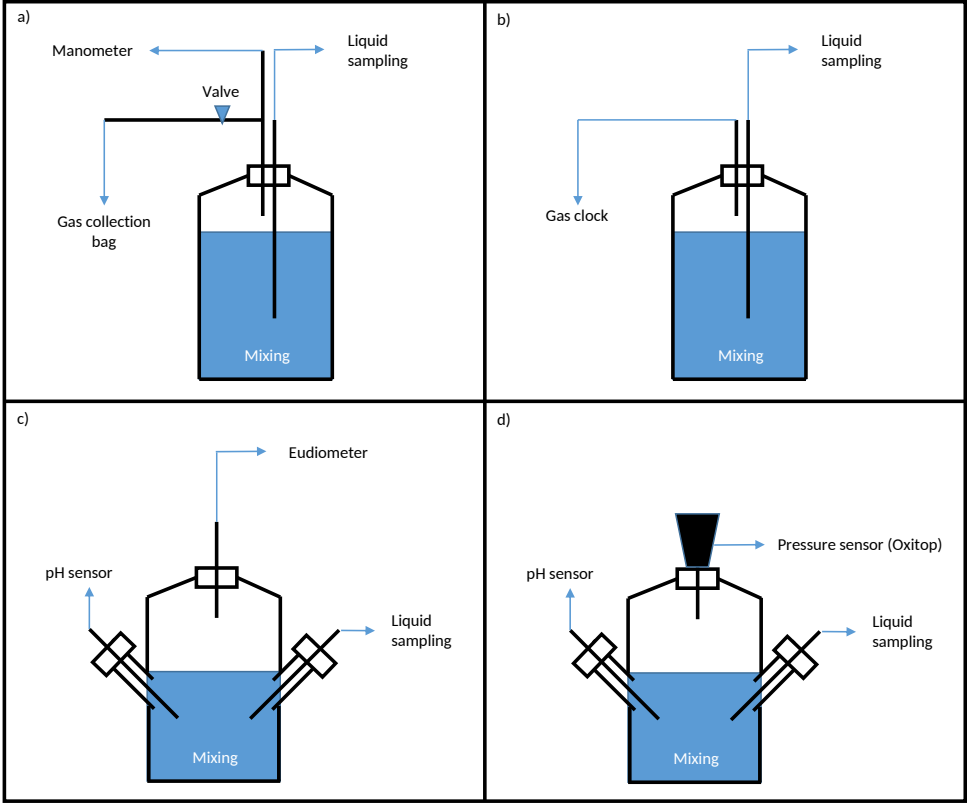 a)
Manometer
Liquid
sampling
Valve
Gas collection
bag
Mixing
b)
Liquid
sampling
Gas clock
Mixing
c)
Eudiometer
pH sensor
Liquid
sampling
Mixing
d)
Pressure sensor (Oxitop)
pH sensor
Liquid
sampling
Mixing